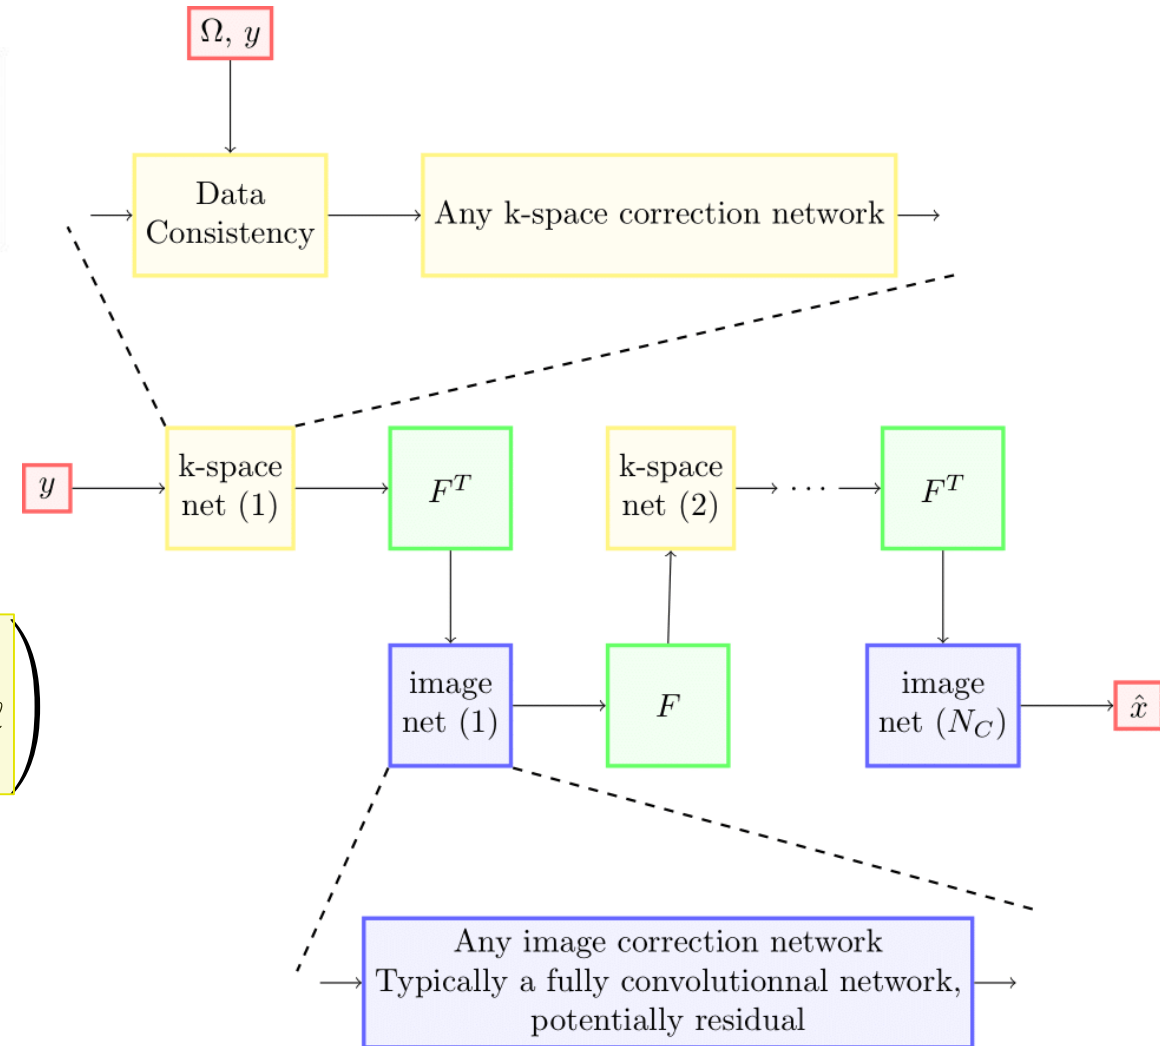 Ω, y
Data
Consistency
Any k-space correction network
y
k-space
net (1)
F^T
k-space
net (2)
···
F^T
image
net (1)
F
image
net (N_C)
x̂
Any image correction network
Typically a fully convolutionnal network,
potentially residual